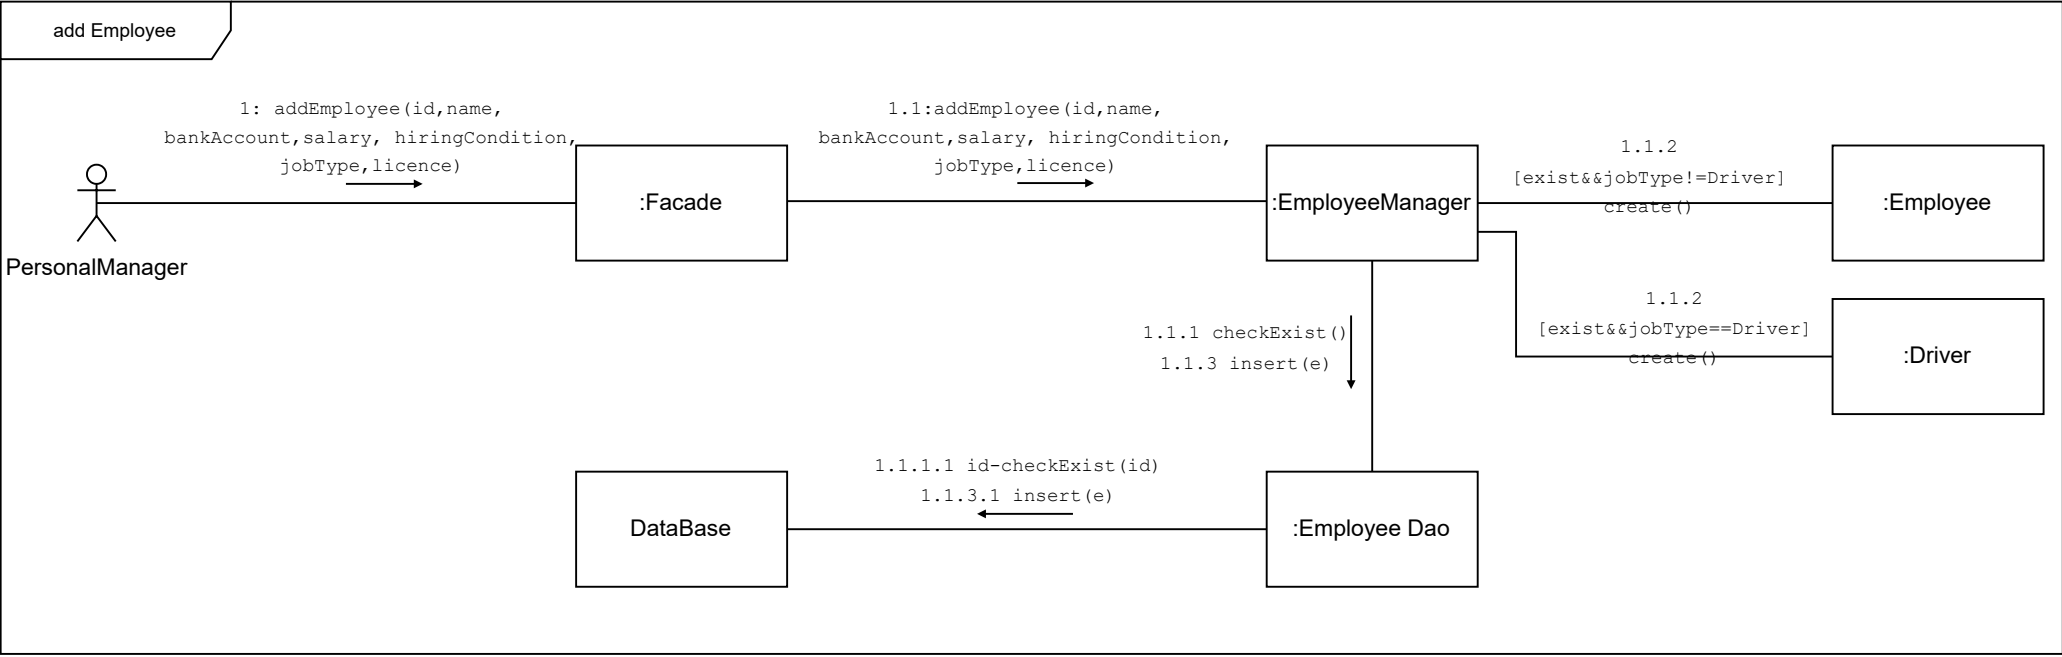 add Employee
1: addEmployee(id,name,
bankAccount,salary, hiringCondition,
jobType,licence)
1.1:addEmployee(id,name,
bankAccount,salary, hiringCondition,
jobType,licence)
1.1.2
[exist&&jobType!=Driver]
create()
:Facade
:EmployeeManager
:Employee
PersonalManager
1.1.2
[exist&&jobType==Driver]
create()
:Driver
1.1.1 checkExist()
1.1.3 insert(e)
1.1.1.1 id-checkExist(id)
1.1.3.1 insert(e)
DataBase
:Employee Dao